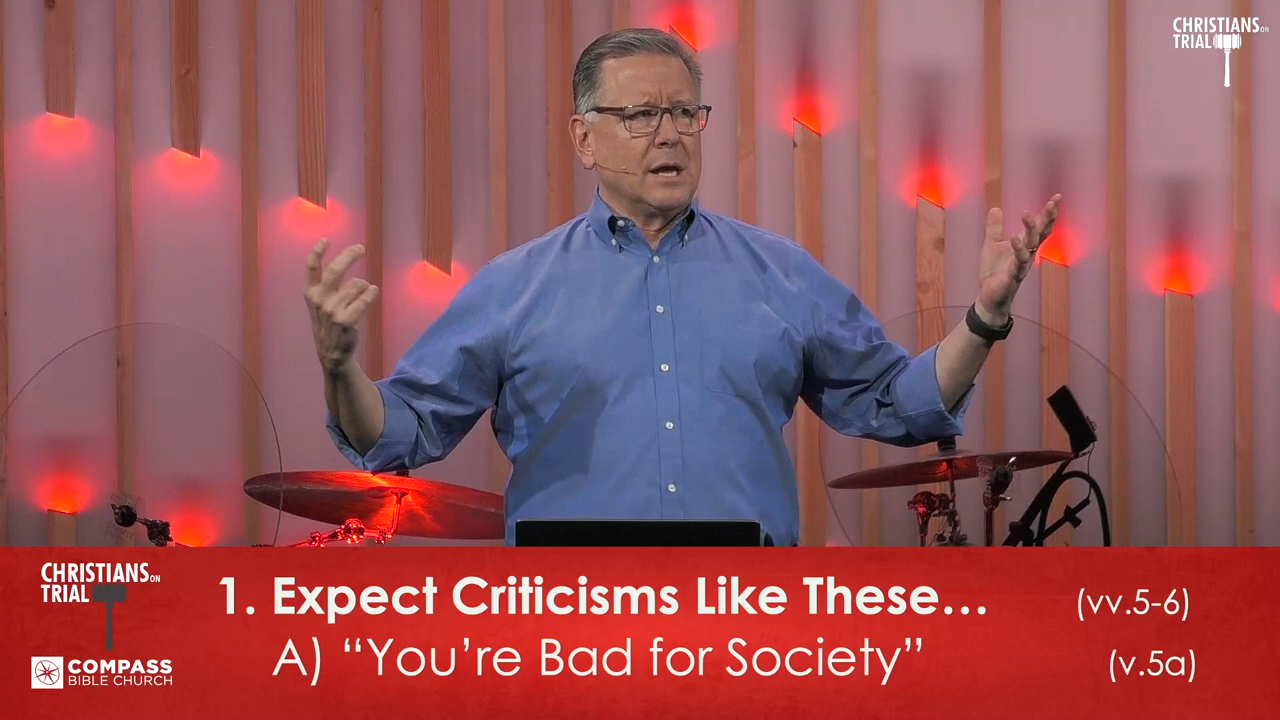 CHRISTIANS ON
TRIAL
CHRISTIANS ON
TRIAL
1. Expect Criticisms Like These... (vv.5-6)
A) “You’re Bad for Society” (v.5a)
COMPASS
BIBLE CHURCH